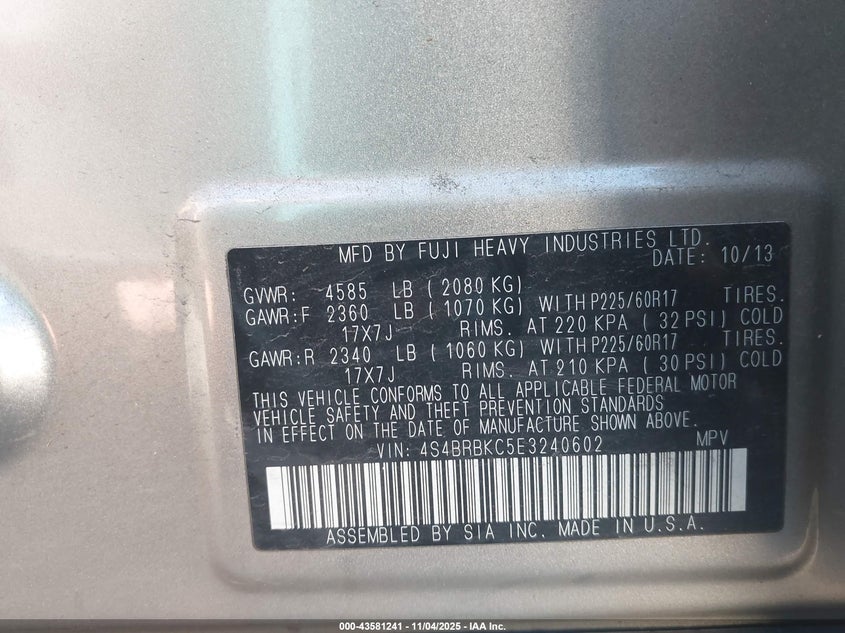 MFD BY FUJI HEAVY INDUSTRIES LTD.
DATE: 10/13
GVWR: 4585 LB ( 2080 KG)
GAWR:F 2360 LB ( 1070 KG) WITH P225/60R17 TIRES.
17X7J RIMS. AT 220 KPA ( 32 PSI) COLD
GAWR:R 2340 LB ( 1060 KG) WITH P225/60R17 TIRES.
17X7J RIMS. AT 210 KPA ( 30 PSI) COLD
THIS VEHICLE CONFORMS TO ALL APPLICABLE FEDERAL MOTOR
VEHICLE SAFETY AND THEFT PREVENTION STANDARDS
IN EFFECT ON THE DATE OF MANUFACTURE SHOWN ABOVE.
VIN: 4S4BRBKC5E3240602 MPV
ASSEMBLED BY SIA INC. MADE IN U.S.A.
000-43581241 - 11/04/2025 - IAA Inc.